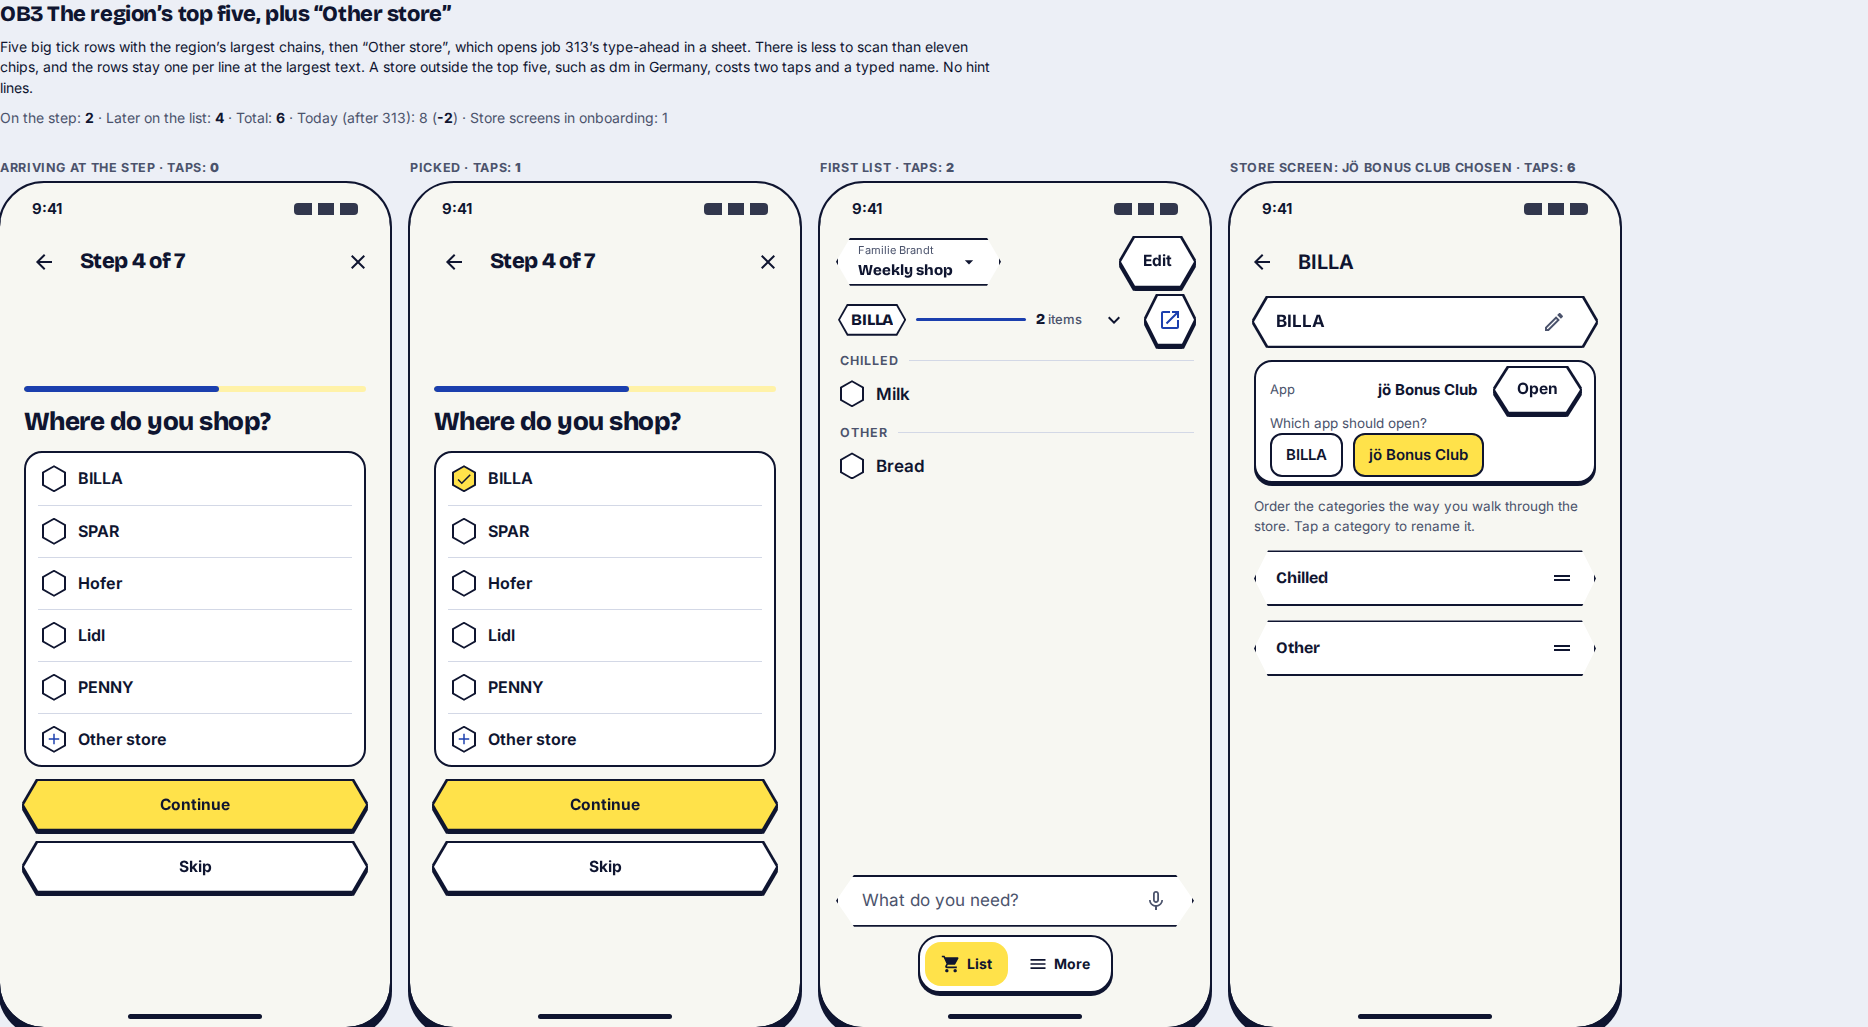 OB3 The region’s top five, plus “Other store”
Five big tick rows with the region’s largest chains, then “Other store”, which opens job 313’s type-ahead in a sheet. There is less to scan than eleven
chips, and the rows stay one per line at the largest text. A store outside the top five, such as dm in Germany, costs two taps and a typed name. No hint
lines.
On the step: 2 · Later on the list: 4 · Total: 6 · Today (after 313): 8 (-2) · Store screens in onboarding: 1
ARRIVING AT THE STEP · TAPS: 0
9:41
Step 4 of 7
Where do you shop?
BILLA
SPAR
Hofer
Lidl
PENNY
Other store
Continue
Skip
PICKED · TAPS: 1
9:41
Step 4 of 7
Where do you shop?
BILLA
SPAR
Hofer
Lidl
PENNY
Other store
Continue
Skip
FIRST LIST · TAPS: 2
9:41
Familie Brandt
Weekly shop
Edit
BILLA
2 items
CHILLED
Milk
OTHER
Bread
What do you need?
List
More
STORE SCREEN: JÖ BONUS CLUB CHOSEN · TAPS: 6
9:41
BILLA
BILLA
App
jö Bonus Club
Open
Which app should open?
BILLA
jö Bonus Club
Order the categories the way you walk through the
store. Tap a category to rename it.
Chilled
Other